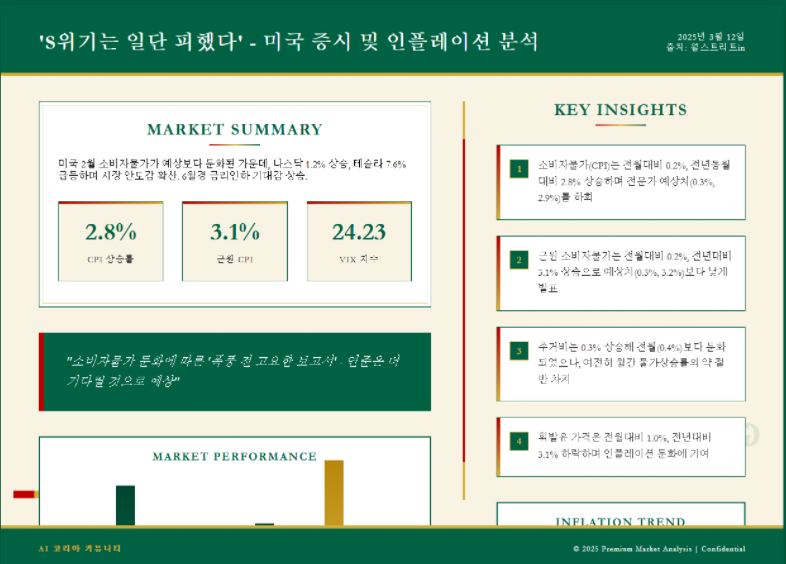 'S위기는 일단 피했다' - 미국 증시 및 인플레이션 분석
2025년 3월 12일
출처: 월스트리트in
MARKET SUMMARY
미국 2월 소비자물가가 예상보다 둔화된 가운데, 나스닥 1.2% 상승, 테슬라 7.6%
급등하며 시장 안도감 확산. 6월경 금리인하 기대감 상승.
2.8%
CPI 상승률
3.1%
근원 CPI
24.23
VIX 지수
"소비자물가 둔화에 따른 '폭풍 전 고요한 보고서' - 연준은 더
기다릴 것으로 예상"
MARKET PERFORMANCE
KEY INSIGHTS
1
소비자물가(CPI)는 전월대비 0.2%, 전년동월
대비 2.8% 상승하며 전문가 예상치(0.3%,
2.9%)를 하회
2
근원 소비자물가는 전월대비 0.2%, 전년대비
3.1% 상승으로 예상치(0.3%, 3.2%)보다 낮게
발표
3
주거비는 0.3% 상승해 전월(0.4%)보다 둔화
되었으나, 여전히 월간 물가상승률의 약 절
반 차지
4
휘발유 가격은 전월대비 1.0%, 전년대비
3.1% 하락하며 인플레이션 둔화에 기여
INFLATION TREND
AI 코리아 커뮤니티
© 2025 Premium Market Analysis | Confidential